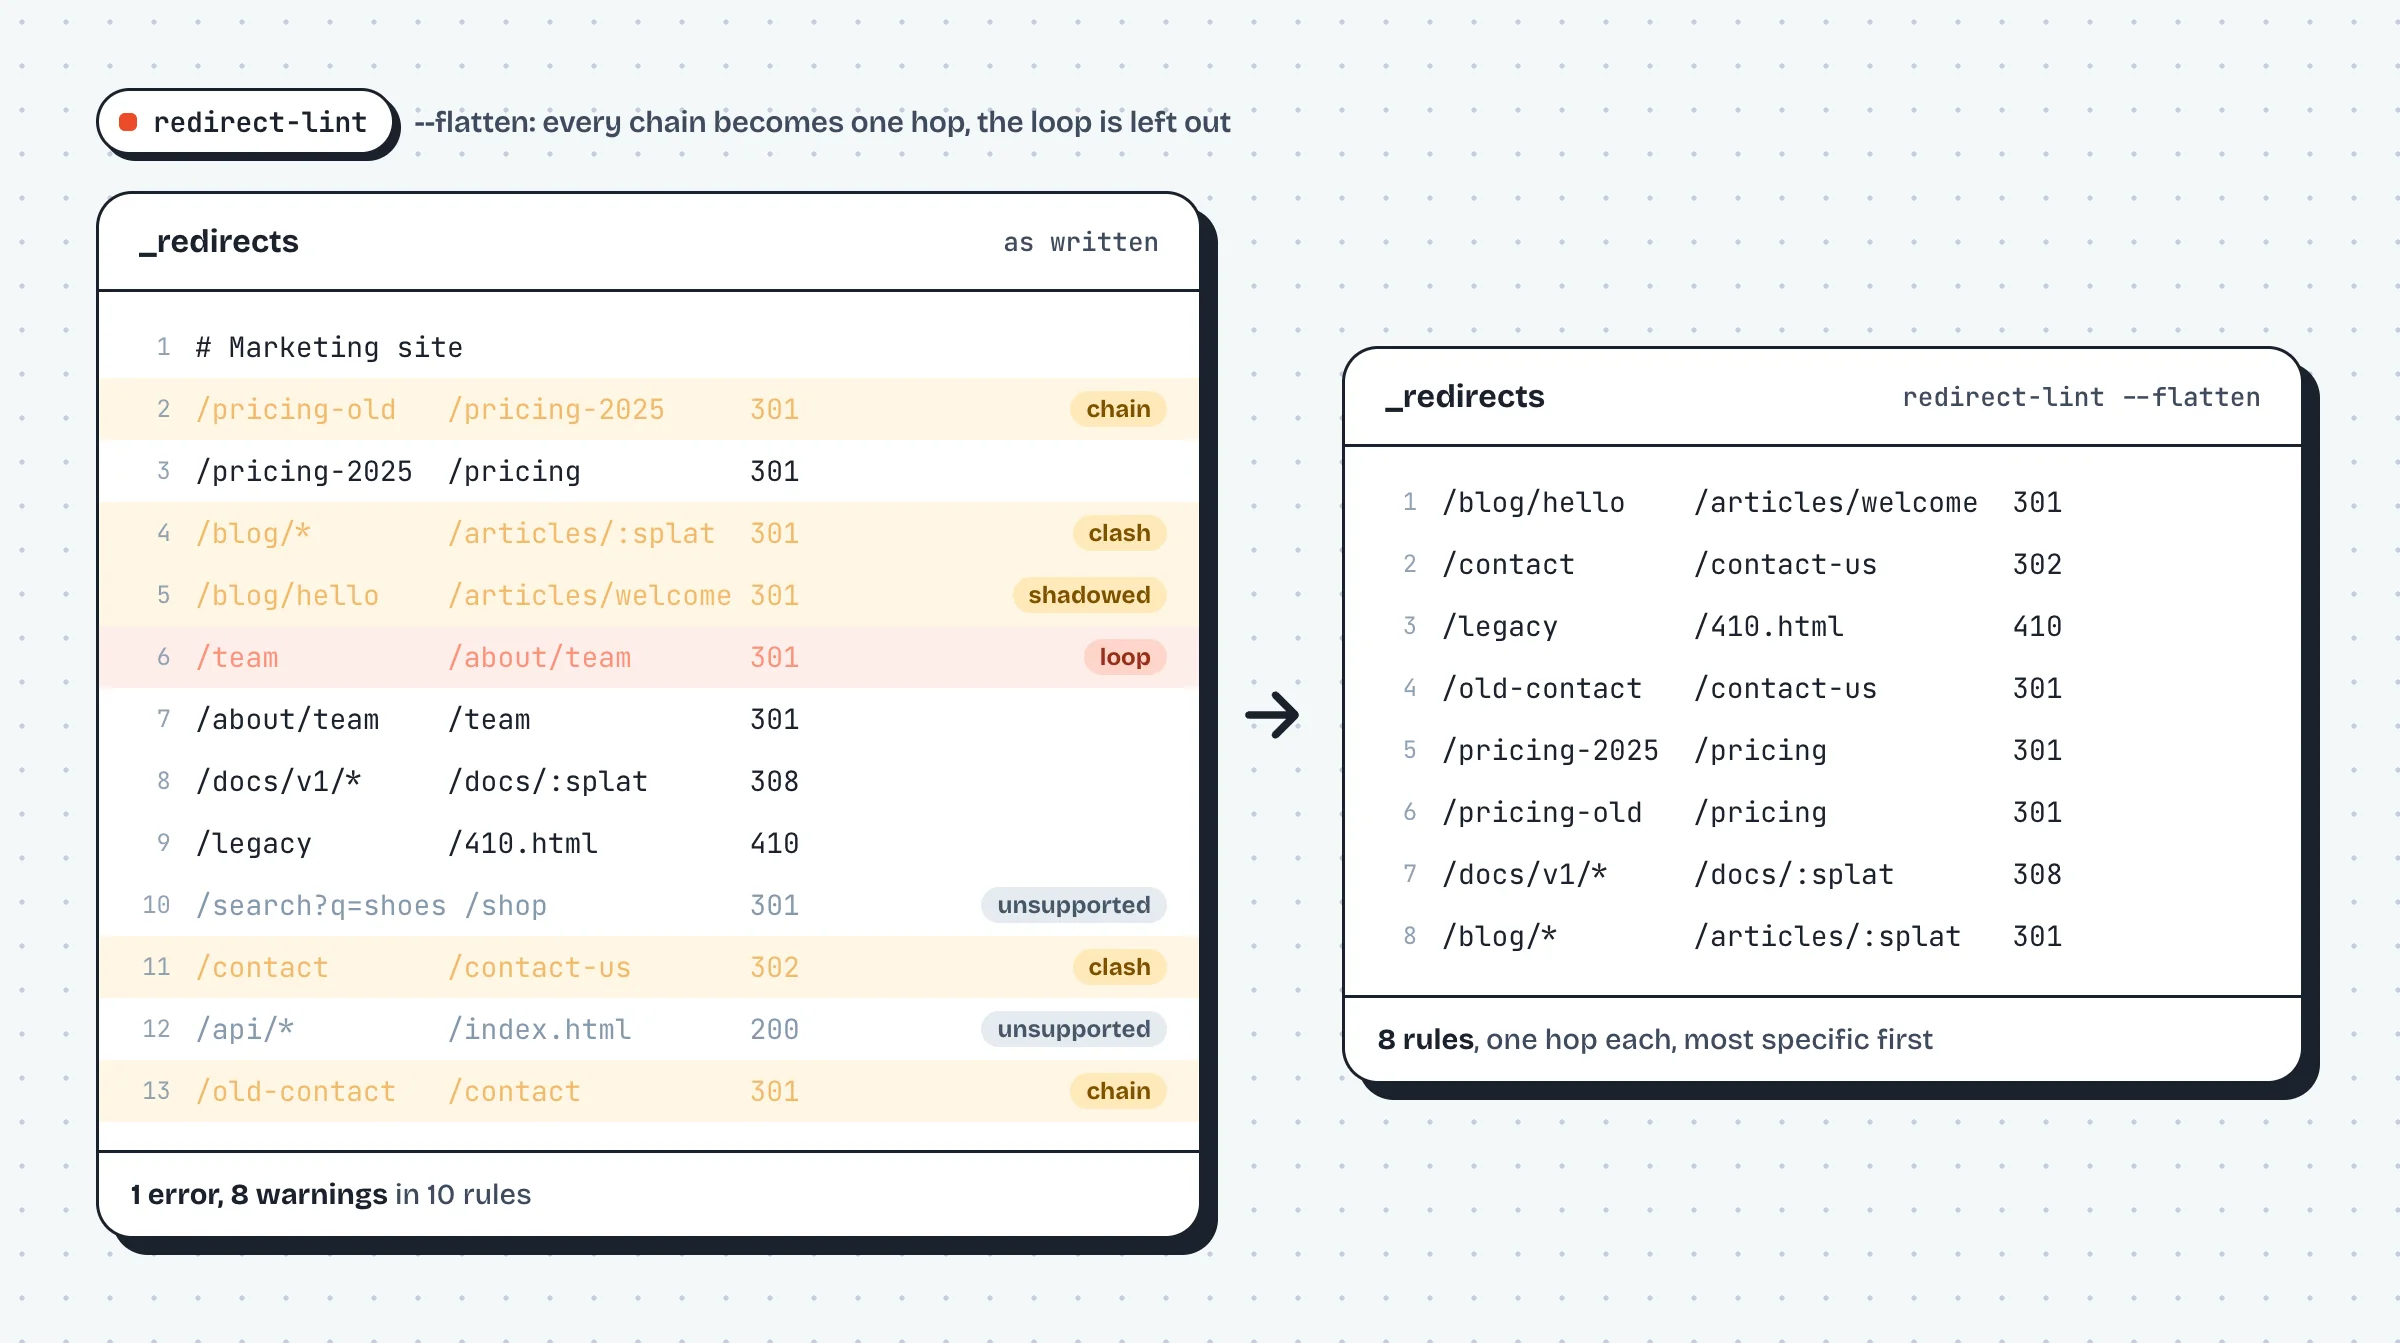 redirect-lint --flatten: every chain becomes one hop, the loop is left out
_redirects as written
1 # Marketing site
2 /pricing-old /pricing-2025 301 chain
3 /pricing-2025 /pricing 301
4 /blog/* /articles/:splat 301 clash
5 /blog/hello /articles/welcome 301 shadowed
6 /team /about/team 301 loop
7 /about/team /team 301
8 /docs/v1/* /docs/:splat 308
9 /legacy /410.html 410
10 /search?q=shoes /shop 301 unsupported
11 /contact /contact-us 302 clash
12 /api/* /index.html 200 unsupported
13 /old-contact /contact 301 chain
1 error, 8 warnings in 10 rules
_redirects redirect-lint --flatten
1 /blog/hello /articles/welcome 301
2 /contact /contact-us 302
3 /legacy /410.html 410
4 /old-contact /contact-us 301
5 /pricing-2025 /pricing 301
6 /pricing-old /pricing 301
7 /docs/v1/* /docs/:splat 308
8 /blog/* /articles/:splat 301
8 rules, one hop each, most specific first